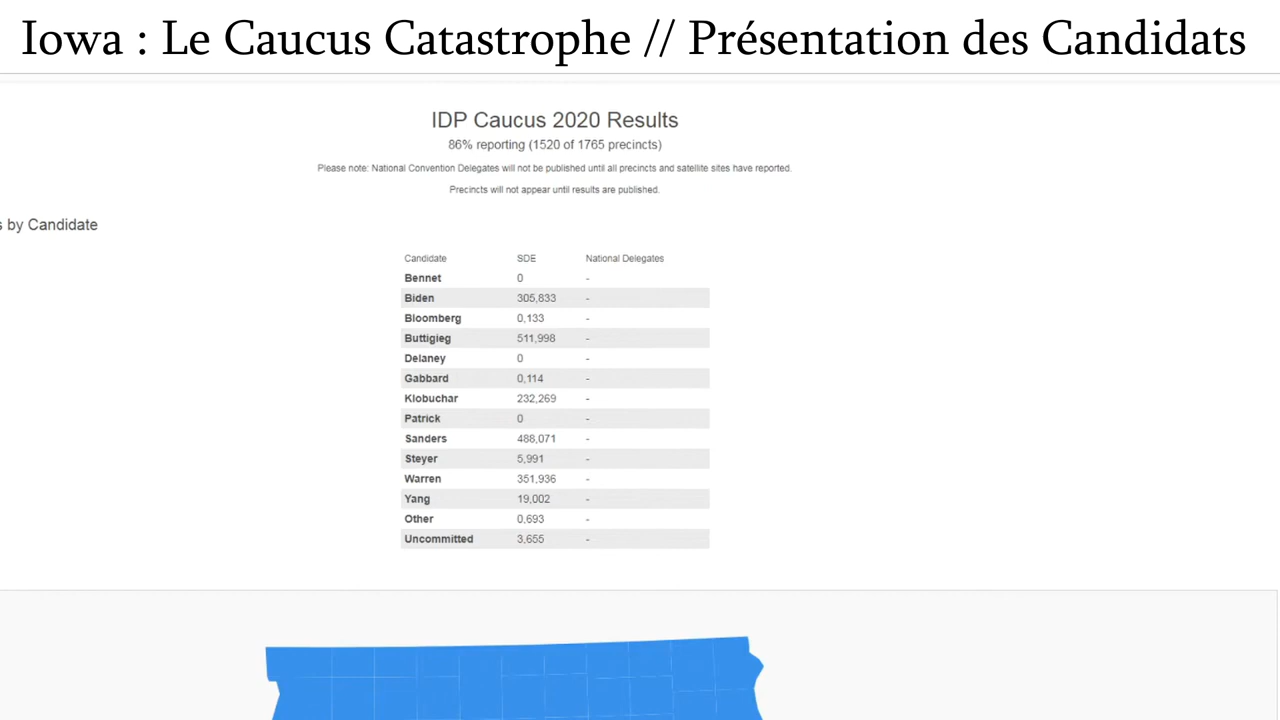 Iowa : Le Caucus Catastrophe // Présentation des Candidats
IDP Caucus 2020 Results
86% reporting (1520 of 1765 precincts)
Please note: National Convention Delegates will not be published until all precincts and satellite sites have reported.
Precincts will not appear until results are published.
s by Candidate
Candidate SDE National Delegates
Bennet 0 -
Biden 305,833 -
Bloomberg 0,133 -
Buttigieg 511,998 -
Delaney 0 -
Gabbard 0,114 -
Klobuchar 232,269 -
Patrick 0 -
Sanders 488,071 -
Steyer 5,991 -
Warren 351,936 -
Yang 19,002 -
Other 0,693 -
Uncommitted 3,655 -